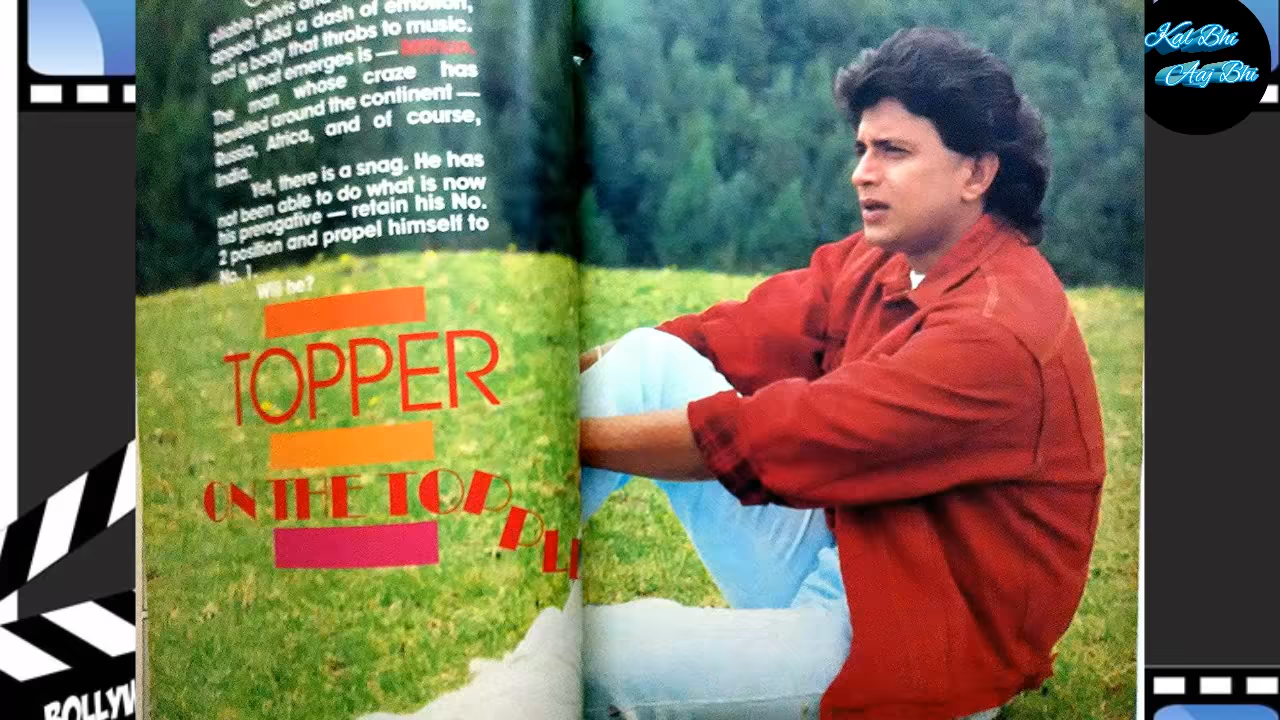 pliable pelvis and
appeal. Add a dash of emotion,
and a body that throbs to music.
What emerges is — Mithun.
The man whose craze has
travelled around the continent —
Russia, Africa, and of course,
India.
Yet, there is a snag. He has
not been able to do what is now
his prerogative — retain his No.
2 position and propel himself to
No. 1.
Will he?
TOPPER
ON THE TOPPL
Kal Bhi
Aaj Bhi
BOLLYW